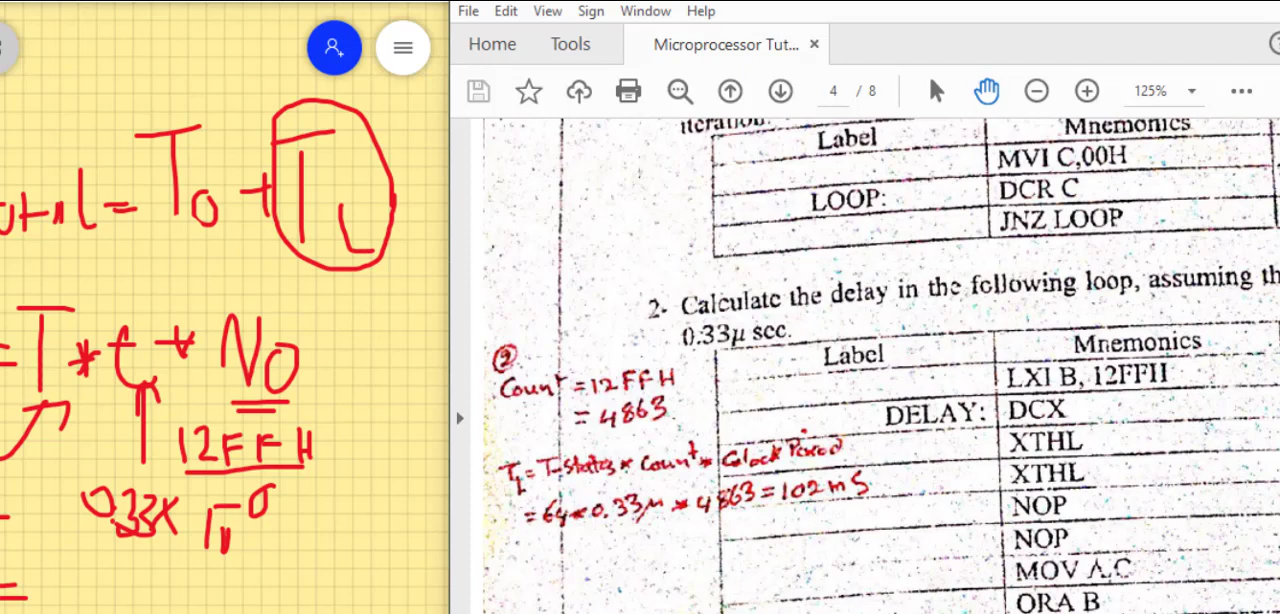 File Edit View Sign Window Help
Home Tools Microprocessor Tut... ×
4 / 8 125%
= T0 + TL
= T * t * No
12FFH
0.33 × 10
=
iteration.
Label Mnemonics
MVI C,00H
LOOP: DCR C
JNZ LOOP
2- Calculate the delay in the following loop, assuming
0.33μ sec.
Label Mnemonics
LXI B, 12FFH
DELAY: DCX
XTHL
XTHL
NOP
NOP
MOV A,C
ORA B
②
Count = 12FFH
= 4863
TL = T-States * Count * Clock Period
= 64 * 0.33μ * 4863 = 102 mS